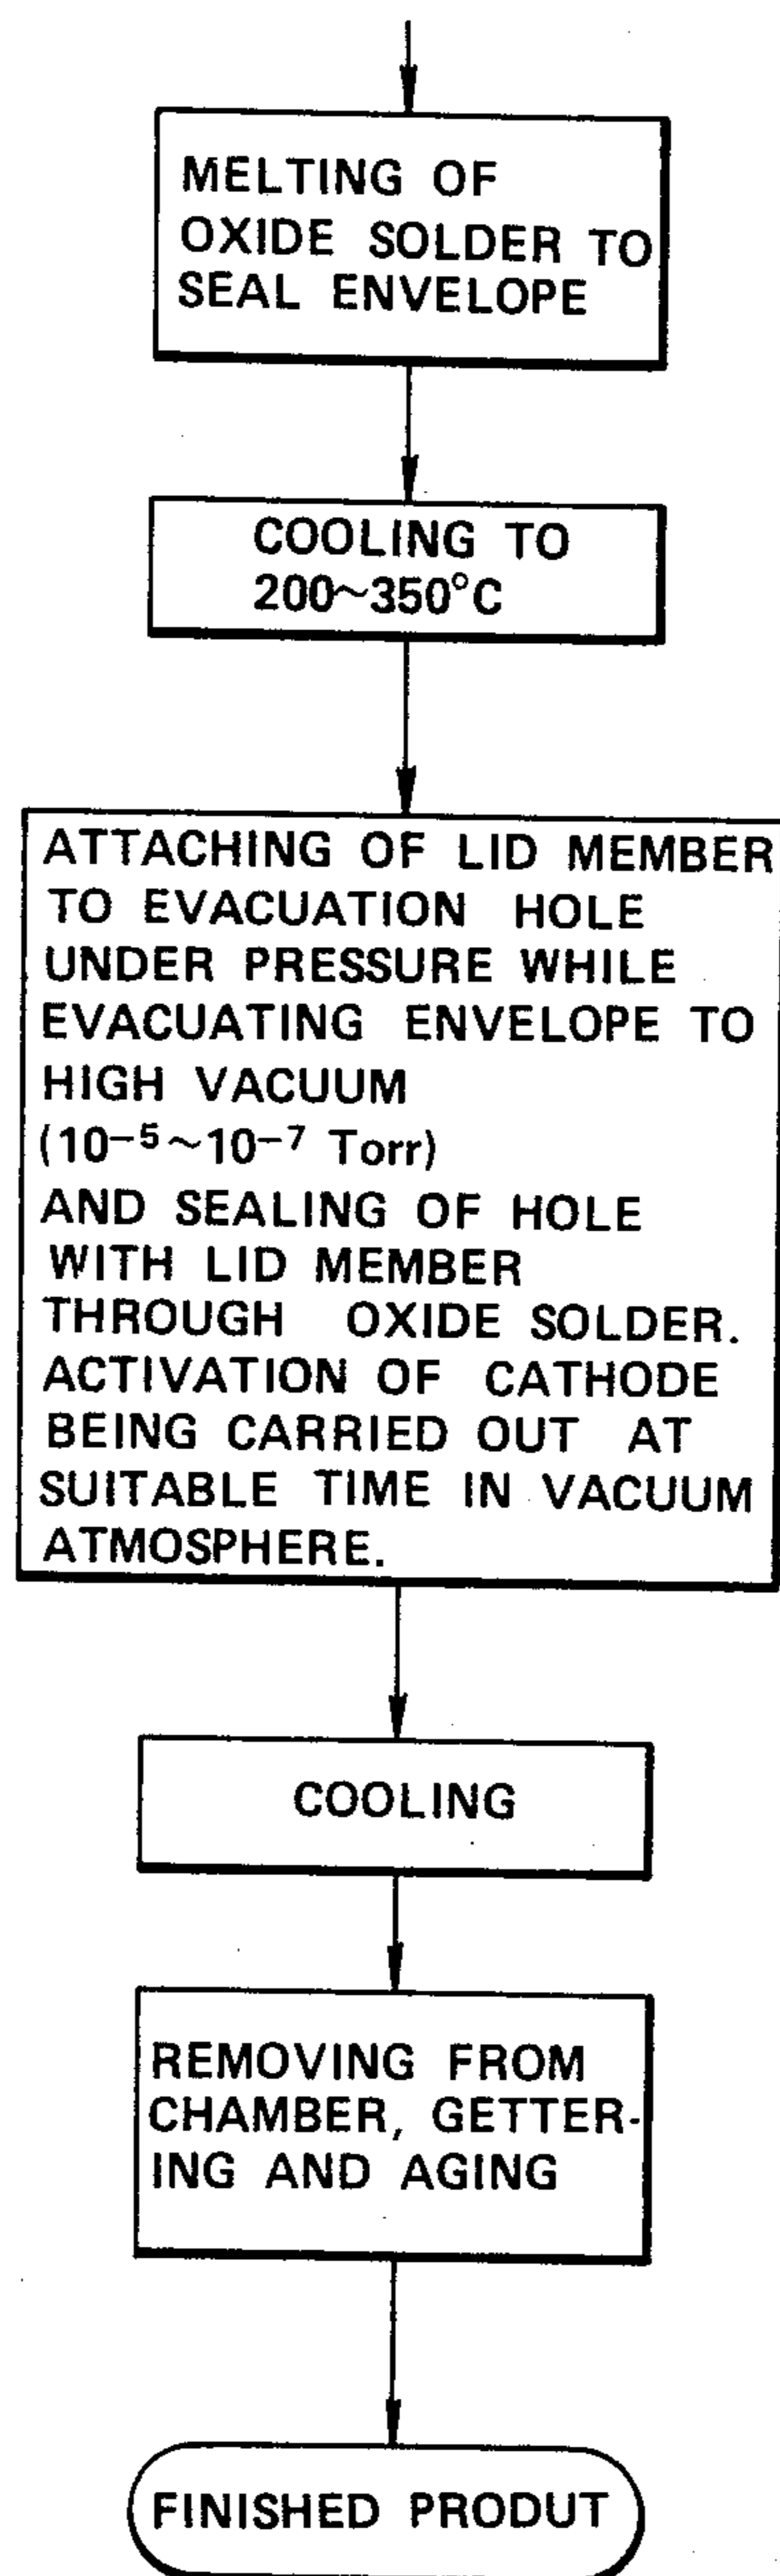 MELTING OF
OXIDE SOLDER TO
SEAL ENVELOPE
COOLING TO
200~350°C
ATTACHING OF LID MEMBER
TO EVACUATION HOLE
UNDER PRESSURE WHILE
EVACUATING ENVELOPE TO
HIGH VACUUM
(10⁻⁵~10⁻⁷ Torr)
AND SEALING OF HOLE
WITH LID MEMBER
THROUGH OXIDE SOLDER.
ACTIVATION OF CATHODE
BEING CARRIED OUT AT
SUITABLE TIME IN VACUUM
ATMOSPHERE.
COOLING
REMOVING FROM
CHAMBER, GETTER-
ING AND AGING
FINISHED PRODUT